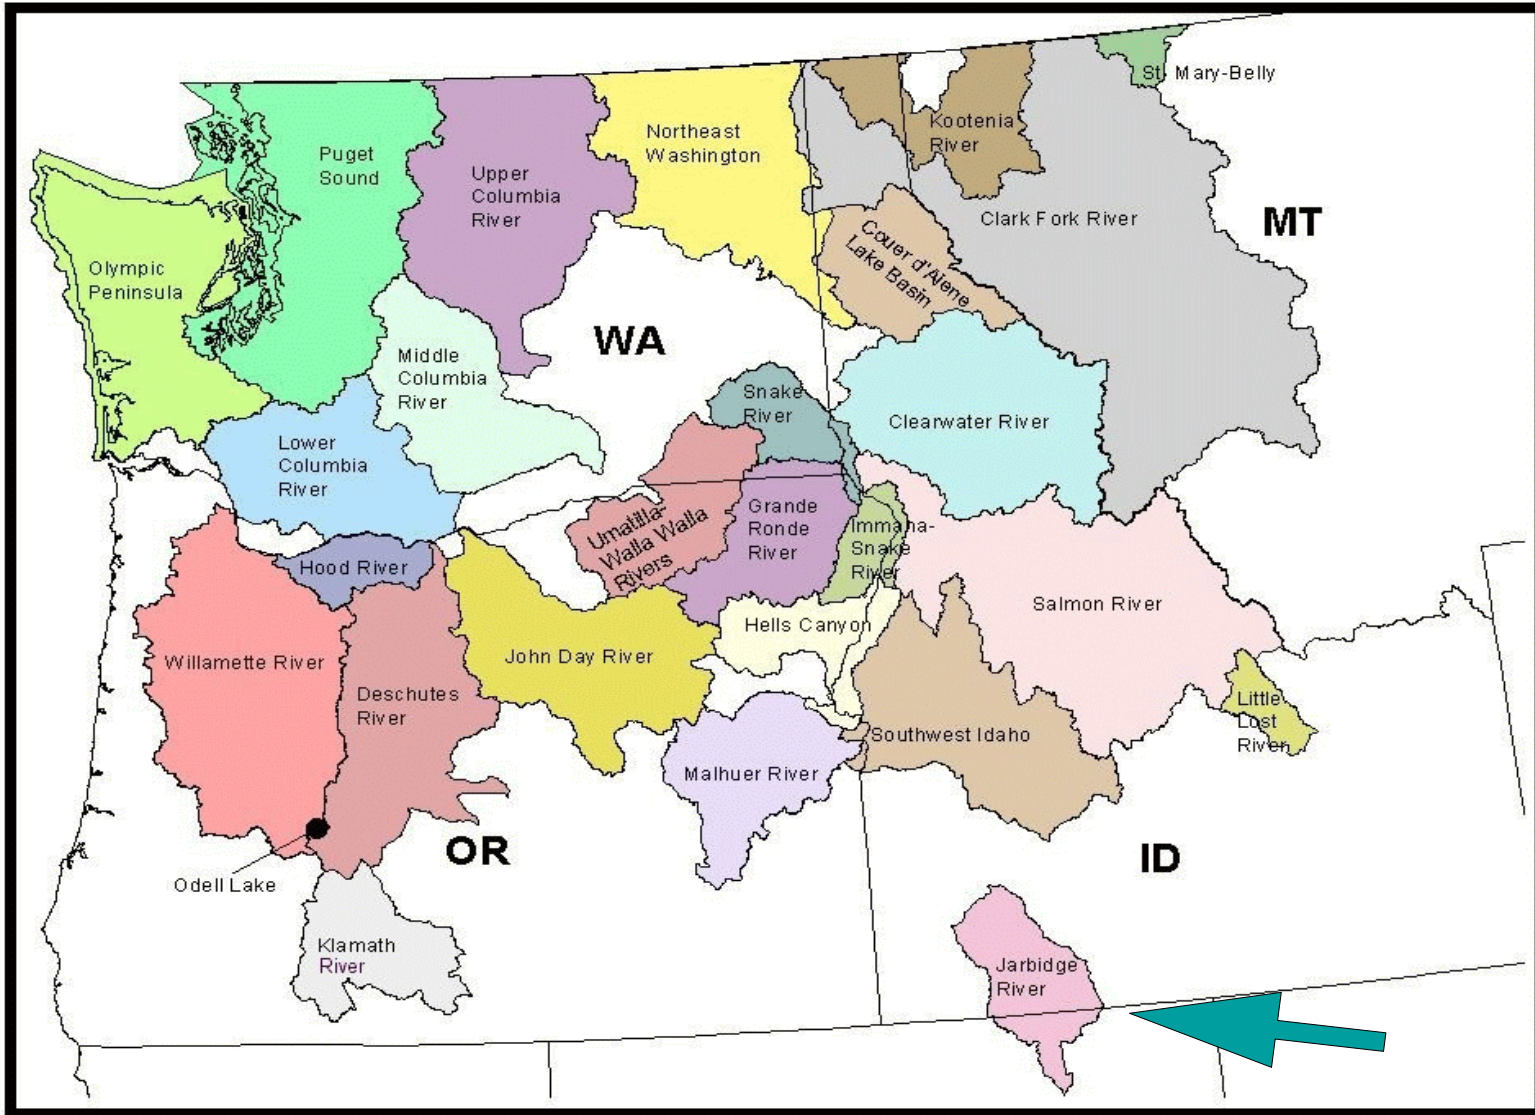 St. Mary-Belly
Kootenia
River
Northeast
Washington
Puget
Sound
Upper
Columbia
River
Clark Fork River
MT
Couer d'Alene
Lake Basin
Olympic
Peninsula
WA
Middle
Columbia
River
Snake
River
Clearwater River
Lower
Columbia
River
Grande
Ronde
River
Umatilla-
Walla Walla
Rivers
Immaha-
Snake
River
Hood River
Salmon River
Hells Canyon
Willamette River
John Day River
Deschutes
River
Little
Lost
River
Southwest Idaho
Malhuer River
OR
ID
Odell Lake
Klamath
River
Jarbidge
River